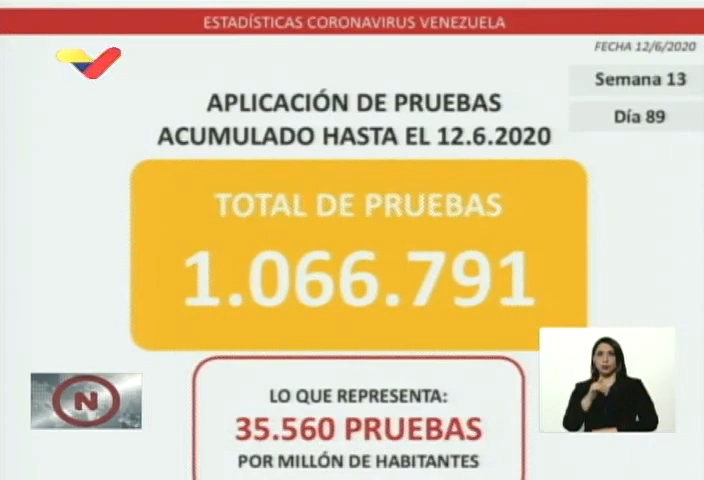 ESTADÍSTICAS CORONAVIRUS VENEZUELA
FECHA 12/6/2020
Semana 13
Día 89
APLICACIÓN DE PRUEBAS
ACUMULADO HASTA EL 12.6.2020
TOTAL DE PRUEBAS
1.066.791
N
LO QUE REPRESENTA:
35.560 PRUEBAS
POR MILLÓN DE HABITANTES